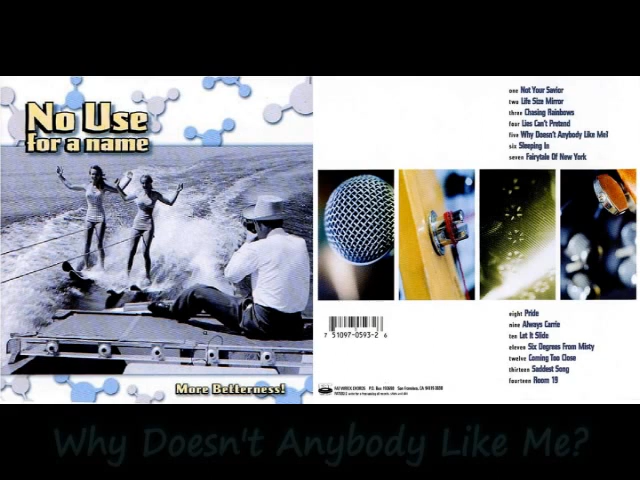 No Use
for a name
More Betterness!
one Not Your Savior
two Life Size Mirror
three Chasing Rainbows
four Lies Can't Pretend
five Why Doesn't Anybody Like Me?
six Sleeping In
seven Fairytale Of New York
7 51097-0593-2 6
eight Pride
nine Always Carrie
ten Let It Slide
eleven Six Degrees From Misty
twelve Coming Too Close
thirteen Saddest Song
fourteen Room 19
Why Doesn't Anybody Like Me?